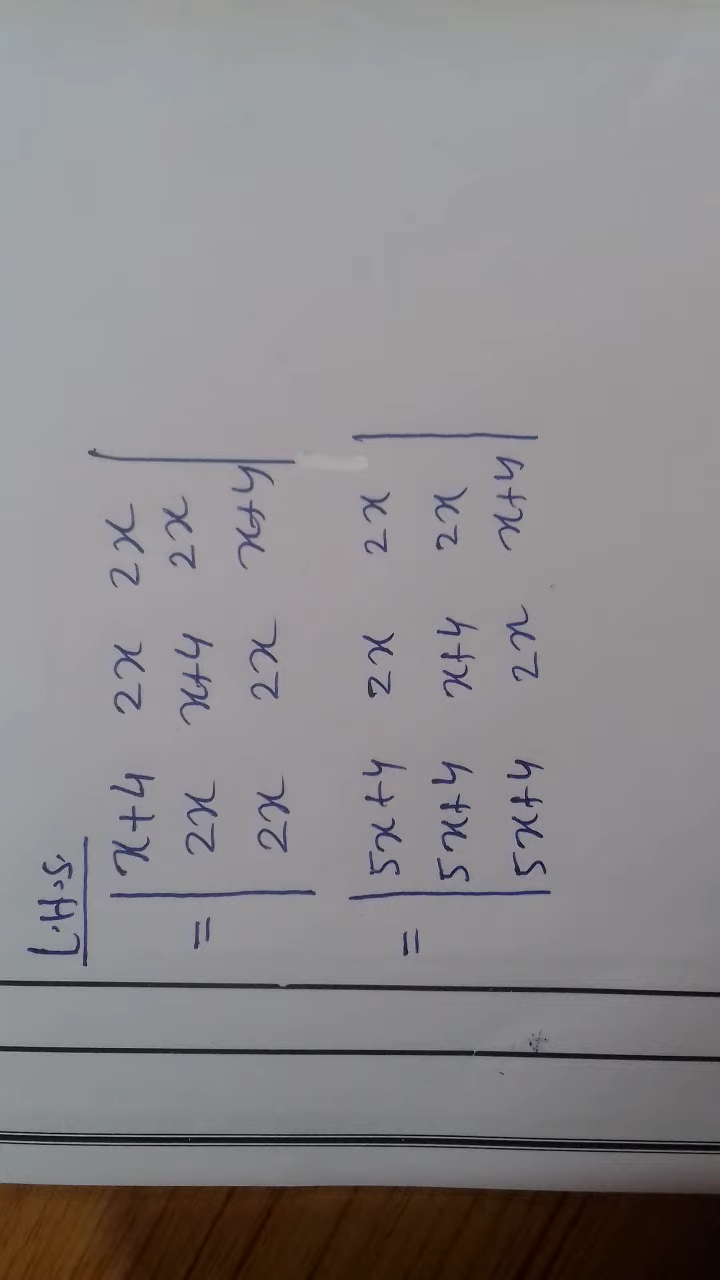 L.H.S.
| x+4 2x 2x |
= | 2x x+4 2x |
| 2x 2x x+4 |
| 5x+4 2x 2x |
= | 5x+4 x+4 2x |
| 5x+4 2x x+4 |